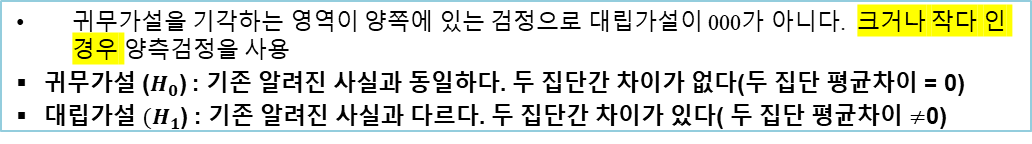 • 귀무가설을 기각하는 영역이 양쪽에 있는 검정으로 대립가설이 000가 아니다. 크거나 작다 인
경우 양측검정을 사용
▪ 귀무가설 (H₀) : 기존 알려진 사실과 동일하다. 두 집단간 차이가 없다(두 집단 평균차이 = 0)
▪ 대립가설 (H₁) : 기존 알려진 사실과 다르다. 두 집단간 차이가 있다( 두 집단 평균차이 ≠0)